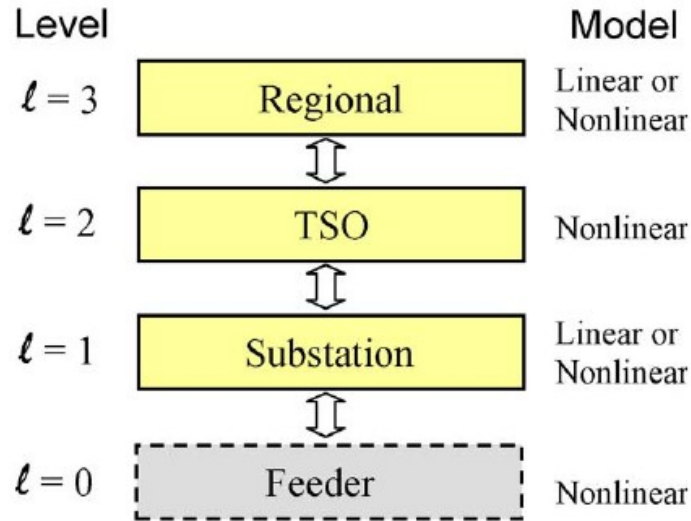 Level Model
ℓ = 3 Regional Linear or
Nonlinear
ℓ = 2 TSO Nonlinear
ℓ = 1 Substation Linear or
Nonlinear
ℓ = 0 Feeder Nonlinear